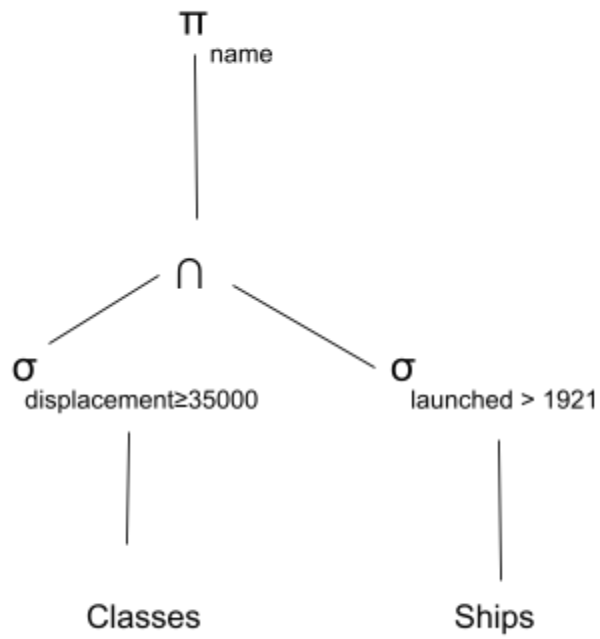 π
name
∩
σ
σ
displacement≥35000
launched > 1921
Classes
Ships